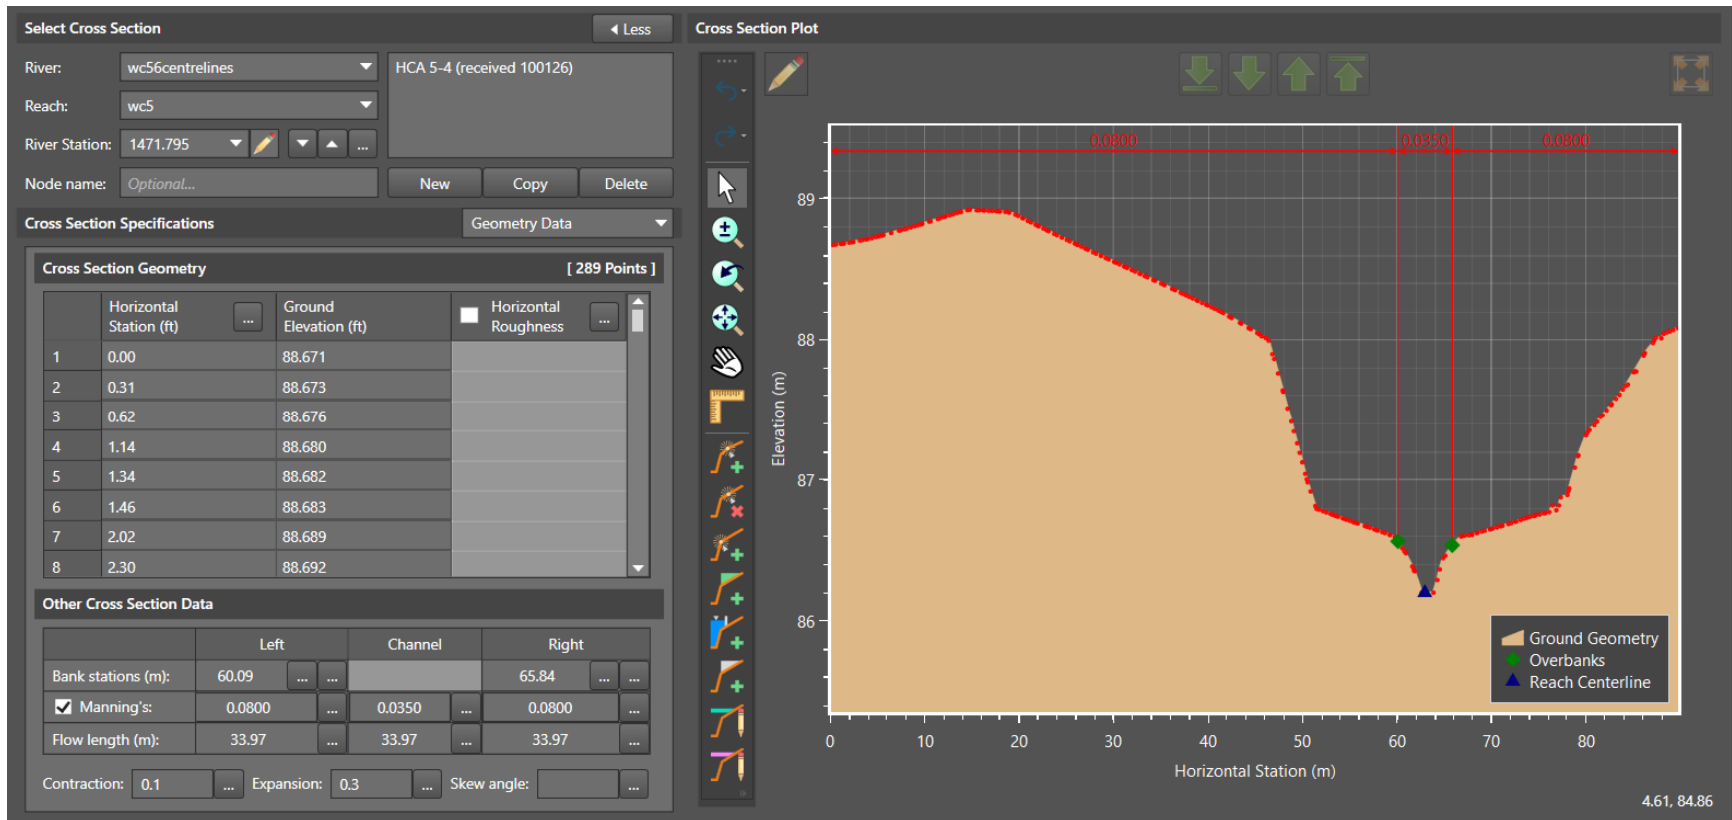 Select Cross Section
Less
River:
wc56centrelines
HCA 5-4 (received 100126)
Reach:
wc5
River Station:
1471.795
...
Node name:
Optional...
New
Copy
Delete
Cross Section Specifications
Geometry Data
Cross Section Geometry
[ 289 Points ]
Horizontal
Station (ft)
...
Ground
Elevation (ft)
Horizontal
Roughness
...
1 0.00 88.671
2 0.31 88.673
3 0.62 88.676
4 1.14 88.680
5 1.34 88.682
6 1.46 88.683
7 2.02 88.689
8 2.30 88.692
Other Cross Section Data
Left Channel Right
Bank stations (m): 60.09 ... ... 65.84 ... ...
Manning's: 0.0800 ... 0.0350 ... 0.0800 ...
Flow length (m): 33.97 ... 33.97 ... 33.97 ...
Contraction: 0.1 ... Expansion: 0.3 ... Skew angle: ...
Cross Section Plot
0.0800 0.0350 0.0800
89
88
87
86
Elevation (m)
Ground Geometry
Overbanks
Reach Centerline
0 10 20 30 40 50 60 70 80
Horizontal Station (m)
4.61, 84.86